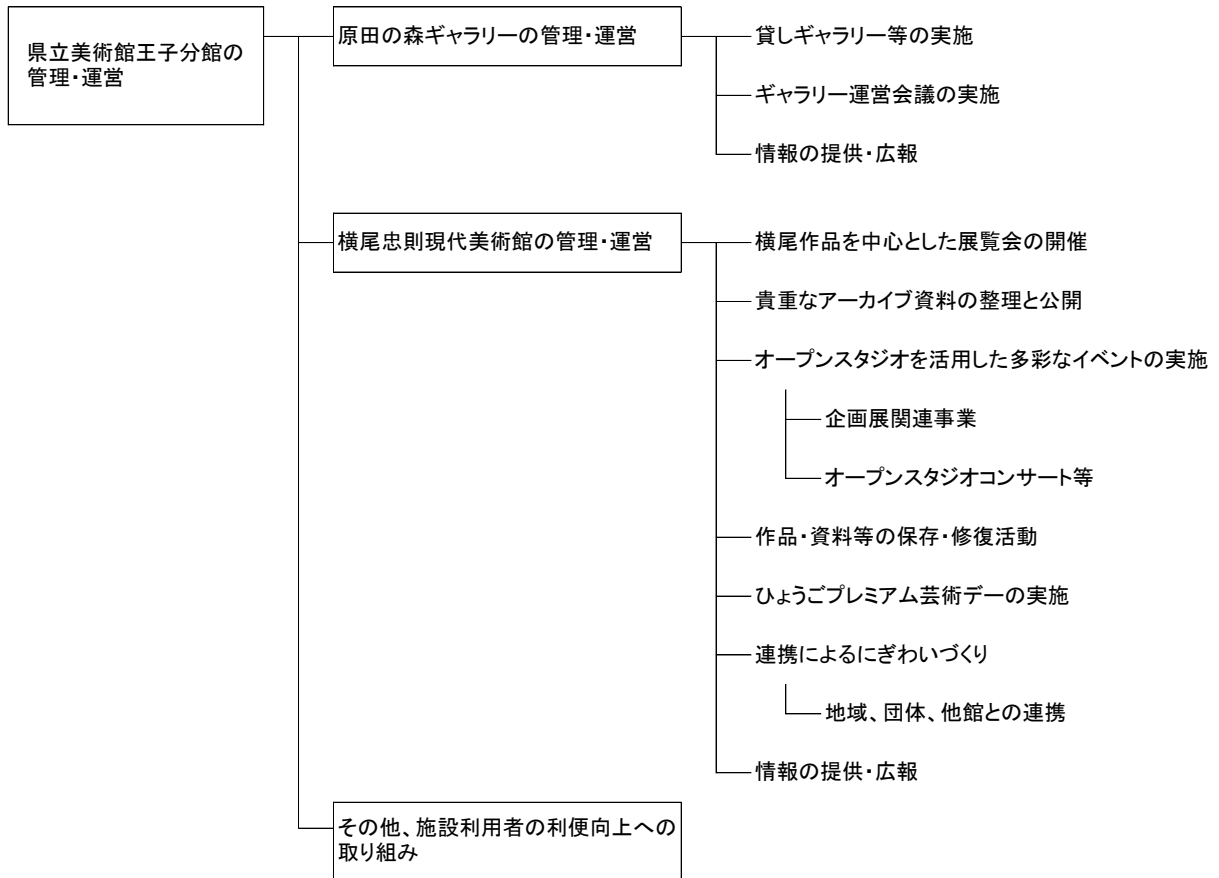 県立美術館王子分館の
管理・運営
原田の森ギャラリーの管理・運営
貸しギャラリー等の実施
ギャラリー運営会議の実施
情報の提供・広報
横尾忠則現代美術館の管理・運営
横尾作品を中心とした展覧会の開催
貴重なアーカイブ資料の整理と公開
オープンスタジオを活用した多彩なイベントの実施
企画展関連事業
オープンスタジオコンサート等
作品・資料等の保存・修復活動
ひょうごプレミアム芸術デーの実施
連携によるにぎわいづくり
地域、団体、他館との連携
情報の提供・広報
その他、施設利用者の利便向上への
取り組み